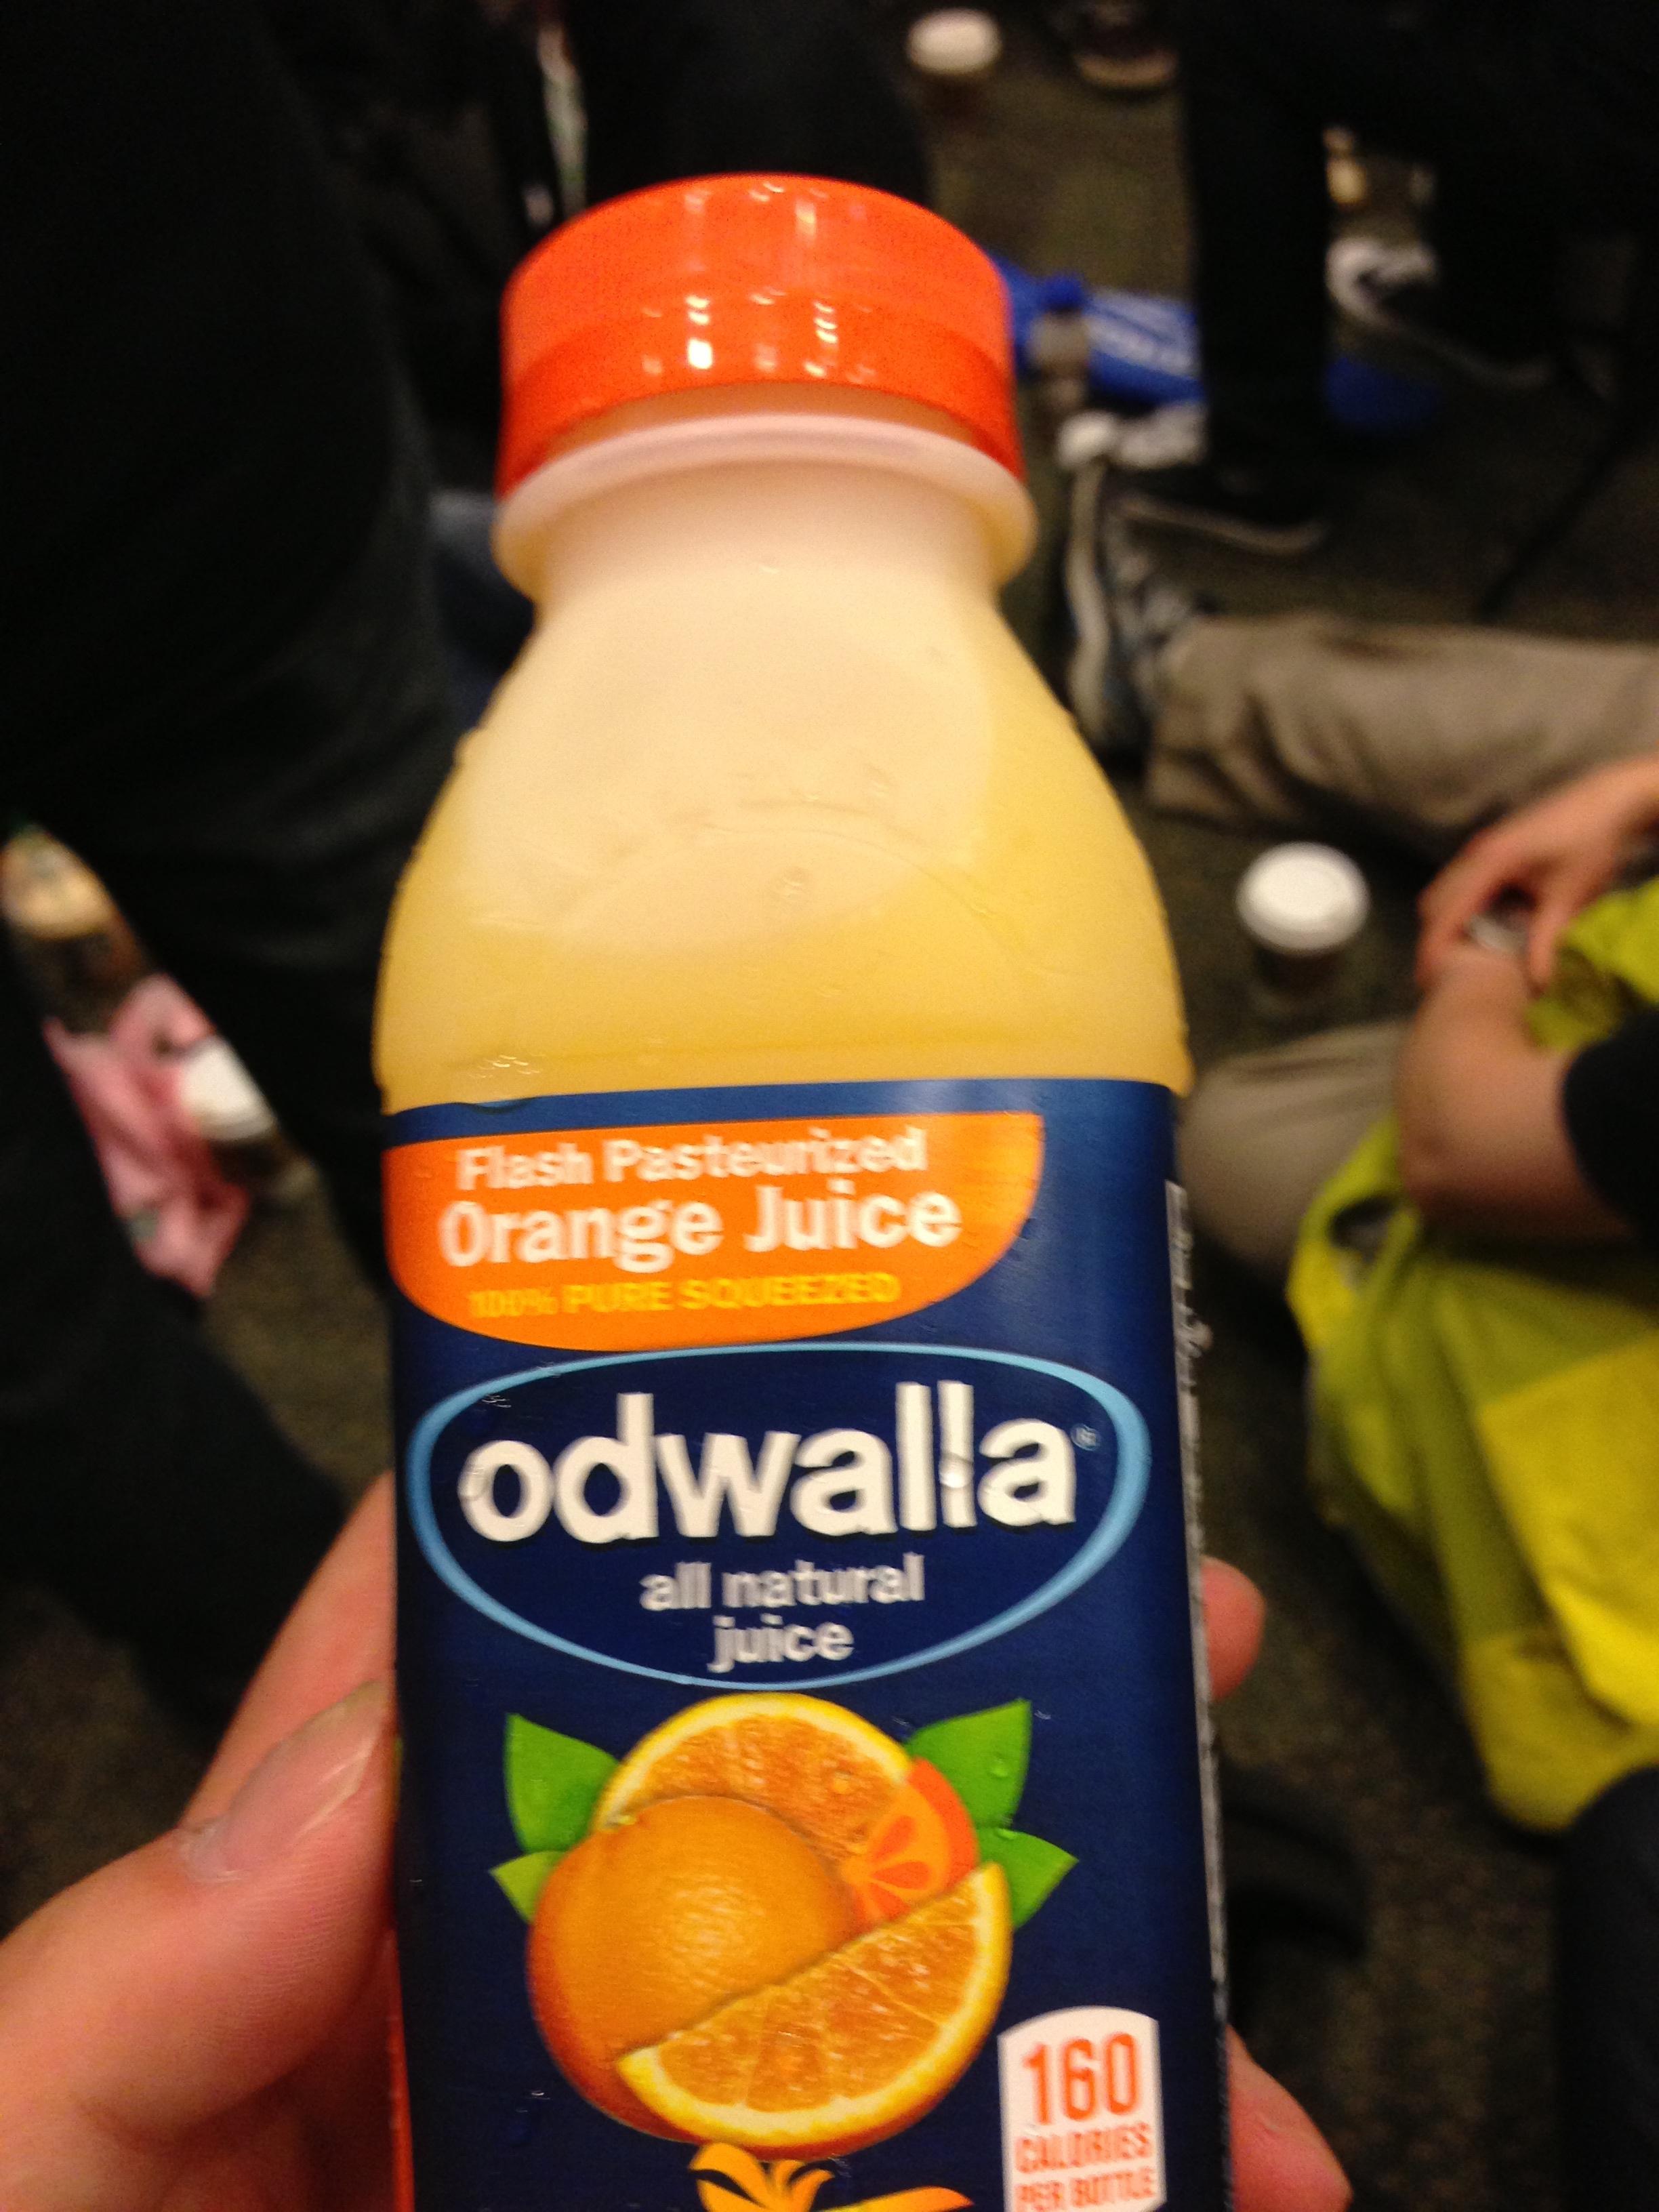 Flash Pasteurized
Orange Juice
100% PURE SQUEEZED
odwalla®
all natural
juice
160
CALORIES
PER BOTTLE